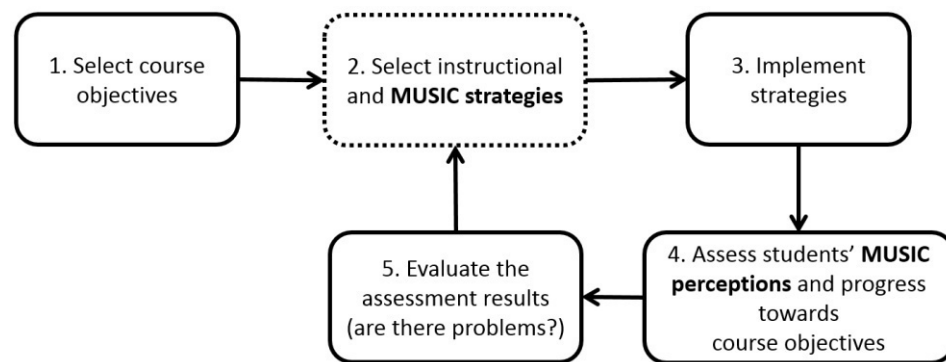 1. Select course
objectives
2. Select instructional
and MUSIC strategies
3. Implement
strategies
4. Assess students’ MUSIC
perceptions and progress
towards
course objectives
5. Evaluate the
assessment results
(are there problems?)